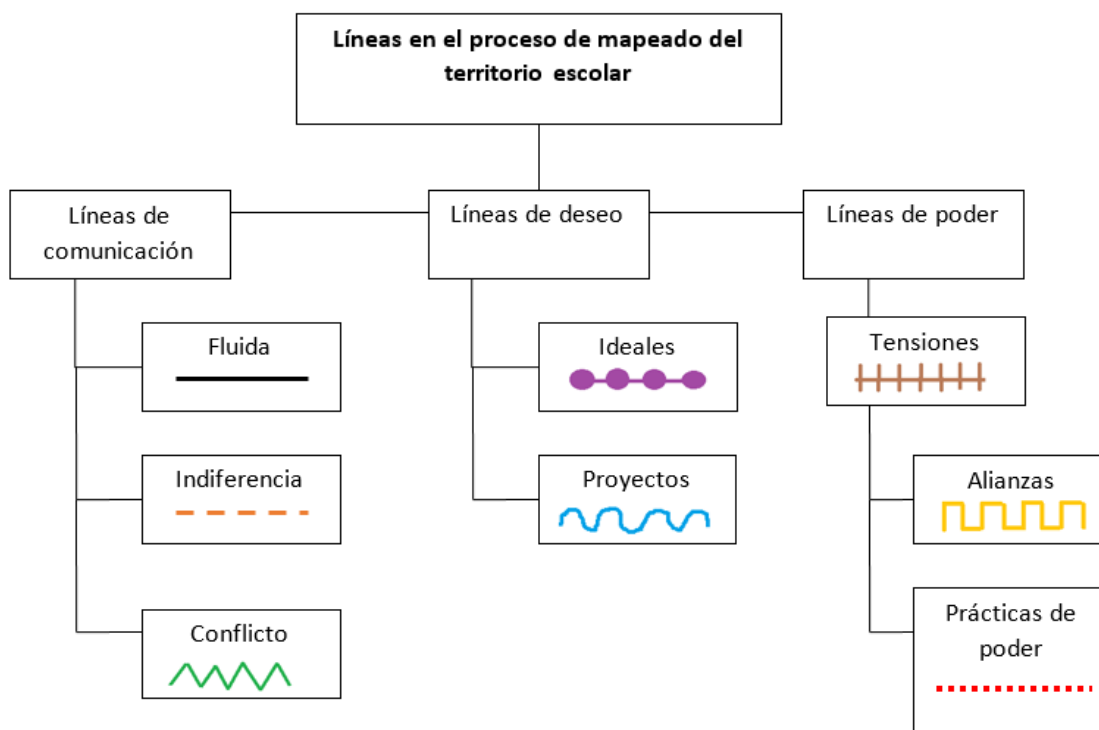 Líneas en el proceso de mapeado del
territorio escolar
Líneas de
comunicación
Líneas de deseo
Líneas de poder
Fluida
Indiferencia
Conflicto
Ideales
Proyectos
Tensiones
Alianzas
Prácticas de
poder